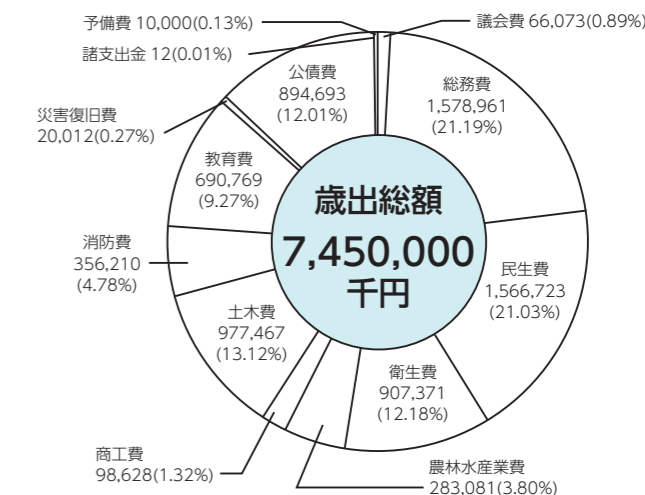 予備費 10,000(0.13%)
諸支出金 12(0.01%)
議会費 66,073(0.89%)
公債費
894,693
(12.01%)
総務費
1,578,961
(21.19%)
災害復旧費
20,012(0.27%)
教育費
690,769
(9.27%)
歳出総額
7,450,000
千円
消防費
356,210
(4.78%)
民生費
1,566,723
(21.03%)
土木費
977,467
(13.12%)
衛生費
907,371
(12.18%)
商工費
98,628(1.32%)
農林水産業費
283,081(3.80%)